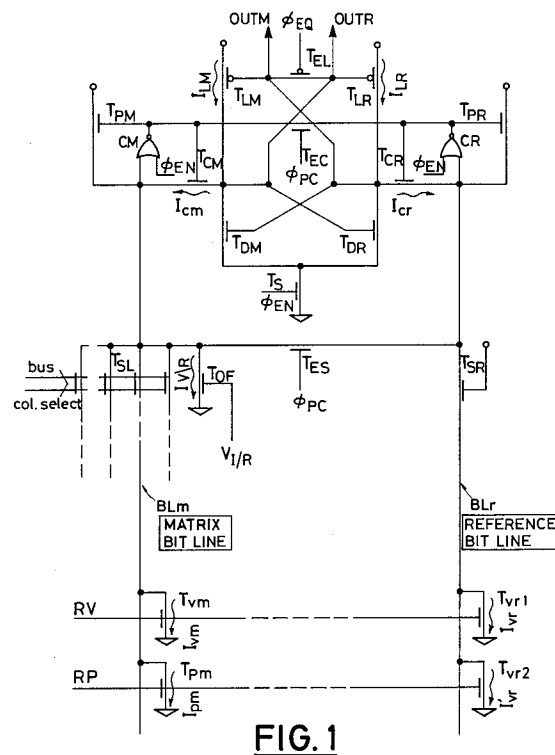 OUTM ϕEQ OUTR
TEL
ILM TLM TLR ILR
TPM TPR
CM CR
ϕEN TCM TEC TCR ϕEN
ϕPC
Icm Icr
TDM TDR
TS
ϕEN
bus
col. select
TSL IV\R TOF TES TSR
ϕPC
VI/R
BLm BLr
MATRIX BIT LINE
REFERENCE BIT LINE
RV Tvm Ivm Tvr1 Ivr
RP Tpm Ipm Tvr2 I'vr
FIG. 1